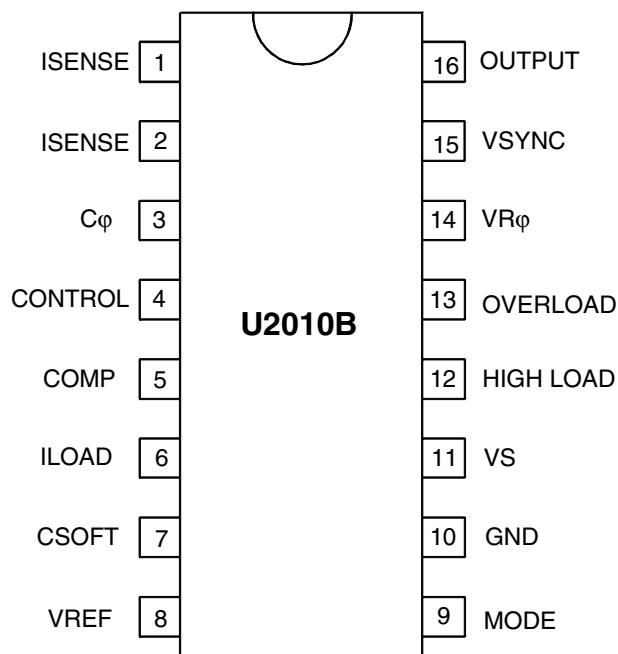 ISENSE 1 16 OUTPUT
ISENSE 2 15 VSYNC
Cφ 3 14 VRφ
CONTROL 4 13 OVERLOAD
U2010B
COMP 5 12 HIGH LOAD
ILOAD 6 11 VS
CSOFT 7 10 GND
VREF 8 9 MODE